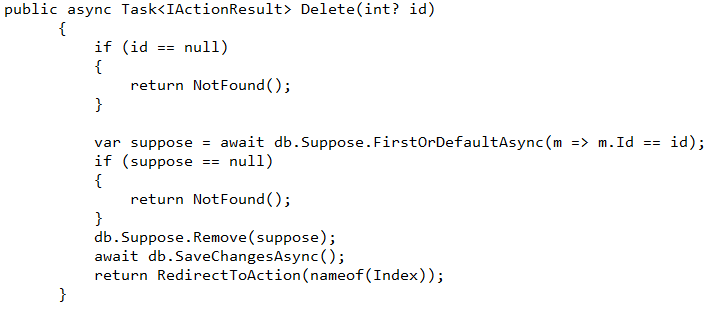 public async Task<IActionResult> Delete(int? id)
{
if (id == null)
{
return NotFound();
}
var suppose = await db.Suppose.FirstOrDefaultAsync(m => m.Id == id);
if (suppose == null)
{
return NotFound();
}
db.Suppose.Remove(suppose);
await db.SaveChangesAsync();
return RedirectToAction(nameof(Index));
}